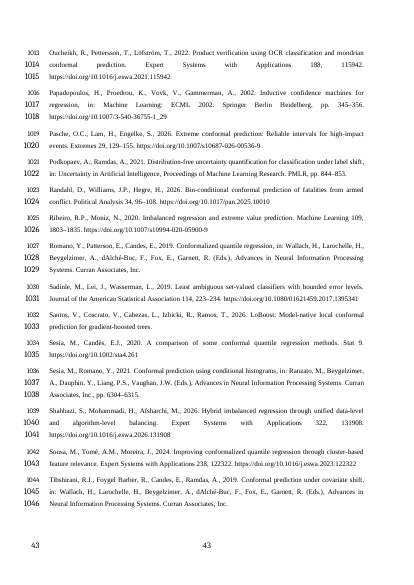 1013 Oucheikh, R., Pettersson, T., Löfström, T., 2022. Product verification using OCR classification and mondrian
1014 conformal prediction. Expert Systems with Applications 188, 115942.
1015 https://doi.org/10.1016/j.eswa.2021.115942
1016 Papadopoulos, H., Proedrou, K., Vovk, V., Gammerman, A., 2002. Inductive confidence machines for
1017 regression, in: Machine Learning: ECML 2002. Springer Berlin Heidelberg, pp. 345–356.
1018 https://doi.org/10.1007/3-540-36755-1_29
1019 Pasche, O.C., Lam, H., Engelke, S., 2026. Extreme conformal prediction: Reliable intervals for high-impact
1020 events. Extremes 29, 129–155. https://doi.org/10.1007/s10687-026-00536-9
1021 Podkopaev, A., Ramdas, A., 2021. Distribution-free uncertainty quantification for classification under label shift,
1022 in: Uncertainty in Artificial Intelligence, Proceedings of Machine Learning Research. PMLR, pp. 844–853.
1023 Randahl, D., Williams, J.P., Hegre, H., 2026. Bin-conditional conformal prediction of fatalities from armed
1024 conflict. Political Analysis 34, 96–108. https://doi.org/10.1017/pan.2025.10010
1025 Ribeiro, R.P., Moniz, N., 2020. Imbalanced regression and extreme value prediction. Machine Learning 109,
1026 1803–1835. https://doi.org/10.1007/s10994-020-05900-9
1027 Romano, Y., Patterson, E., Candes, E., 2019. Conformalized quantile regression, in: Wallach, H., Larochelle, H.,
1028 Beygelzimer, A., dAlché-Buc, F., Fox, E., Garnett, R. (Eds.), Advances in Neural Information Processing
1029 Systems. Curran Associates, Inc.
1030 Sadinle, M., Lei, J., Wasserman, L., 2019. Least ambiguous set-valued classifiers with bounded error levels.
1031 Journal of the American Statistical Association 114, 223–234. https://doi.org/10.1080/01621459.2017.1395341
1032 Santos, V., Coscrato, V., Cabezas, L., Izbicki, R., Ramos, T., 2026. LoBoost: Model-native local conformal
1033 prediction for gradient-boosted trees.
1034 Sesia, M., Candès, E.J., 2020. A comparison of some conformal quantile regression methods. Stat 9.
1035 https://doi.org/10.1002/sta4.261
1036 Sesia, M., Romano, Y., 2021. Conformal prediction using conditional histograms, in: Ranzato, M., Beygelzimer,
1037 A., Dauphin, Y., Liang, P.S., Vaughan, J.W. (Eds.), Advances in Neural Information Processing Systems. Curran
1038 Associates, Inc., pp. 6304–6315.
1039 Shahbazi, S., Mohammadi, H., Afsharchi, M., 2026. Hybrid imbalanced regression through unified data-level
1040 and algorithm-level balancing. Expert Systems with Applications 322, 131908.
1041 https://doi.org/10.1016/j.eswa.2026.131908
1042 Sousa, M., Tomé, A.M., Moreira, J., 2024. Improving conformalized quantile regression through cluster-based
1043 feature relevance. Expert Systems with Applications 238, 122322. https://doi.org/10.1016/j.eswa.2023.122322
1044 Tibshirani, R.J., Foygel Barber, R., Candes, E., Ramdas, A., 2019. Conformal prediction under covariate shift,
1045 in: Wallach, H., Larochelle, H., Beygelzimer, A., dAlché-Buc, F., Fox, E., Garnett, R. (Eds.), Advances in
1046 Neural Information Processing Systems. Curran Associates, Inc.
43 43